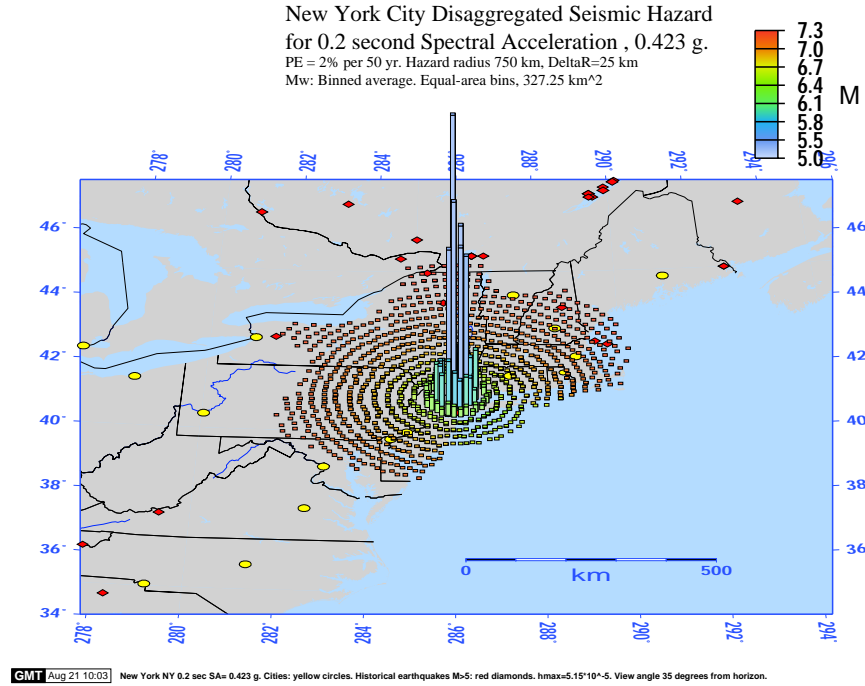 New York City Disaggregated Seismic Hazard
for 0.2 second Spectral Acceleration , 0.423 g.
PE = 2% per 50 yr. Hazard radius 750 km, DeltaR=25 km
Mw: Binned average. Equal-area bins, 327.25 km^2
7.3
7.0
6.7
6.4
6.1
5.8
5.5
5.0
M
278° 280° 282° 284° 286° 288° 290° 292° 294° 296°
46° 46
44° 44
42° 42
40° 40
38° 38
36° 36
34° 34
0 500
km
278° 280° 282° 284° 286° 288° 290° 292° 294°
GMT Aug 21 10:03 New York NY 0.2 sec SA= 0.423 g. Cities: yellow circles. Historical earthquakes M>5: red diamonds. hmax=5.15*10^-5. View angle 35 degrees from horizon.